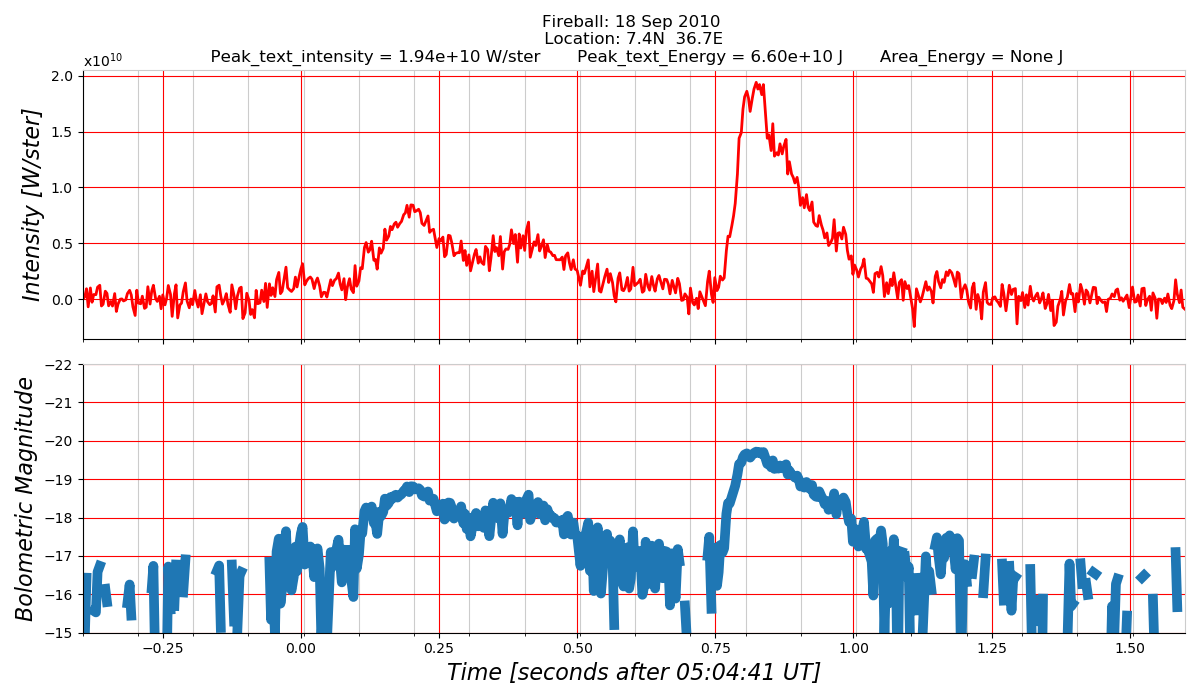 Fireball: 18 Sep 2010
Location: 7.4N  36.7E
Peak_text_intensity = 1.94e+10 W/ster       Peak_text_Energy = 6.60e+10 J       Area_Energy = None J
x10¹⁰
2.0
1.5
1.0
0.5
0.0
Intensity [W/ster]
−22
−21
−20
−19
−18
−17
−16
−15
Bolometric Magnitude
−0.25 0.00 0.25 0.50 0.75 1.00 1.25 1.50
Time [seconds after 05:04:41 UT]